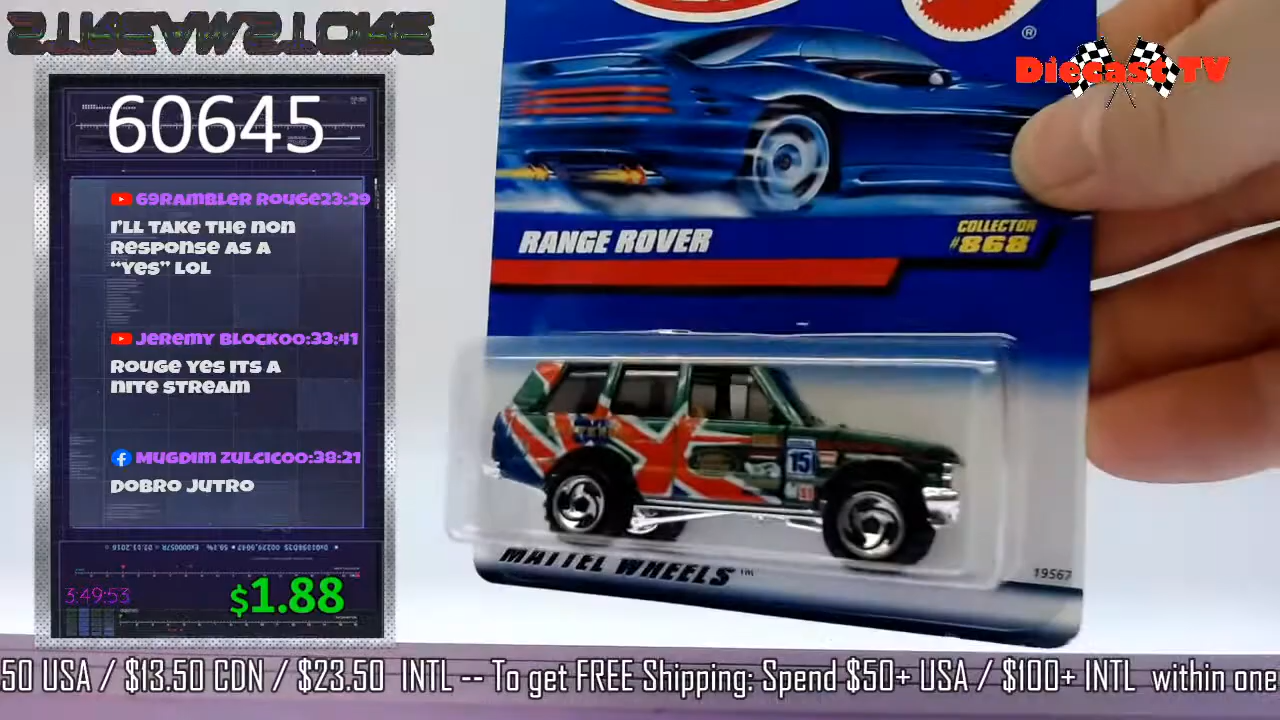 60645
69Rambler Rouge23:29
I'll take the non
response as a
"yes" LOL
Jeremy Block00:33:41
Rouge yes its a
nite stream
Mugdim Zulcic00:38:21
Dobro jutro
3:49:53
$1.88
®
Diecast TV
RANGE ROVER
COLLECTOR
#868
15
MATTEL WHEELS™
19567
50 USA / $13.50 CDN / $23.50 INTL -- To get FREE Shipping: Spend $50+ USA / $100+ INTL within one